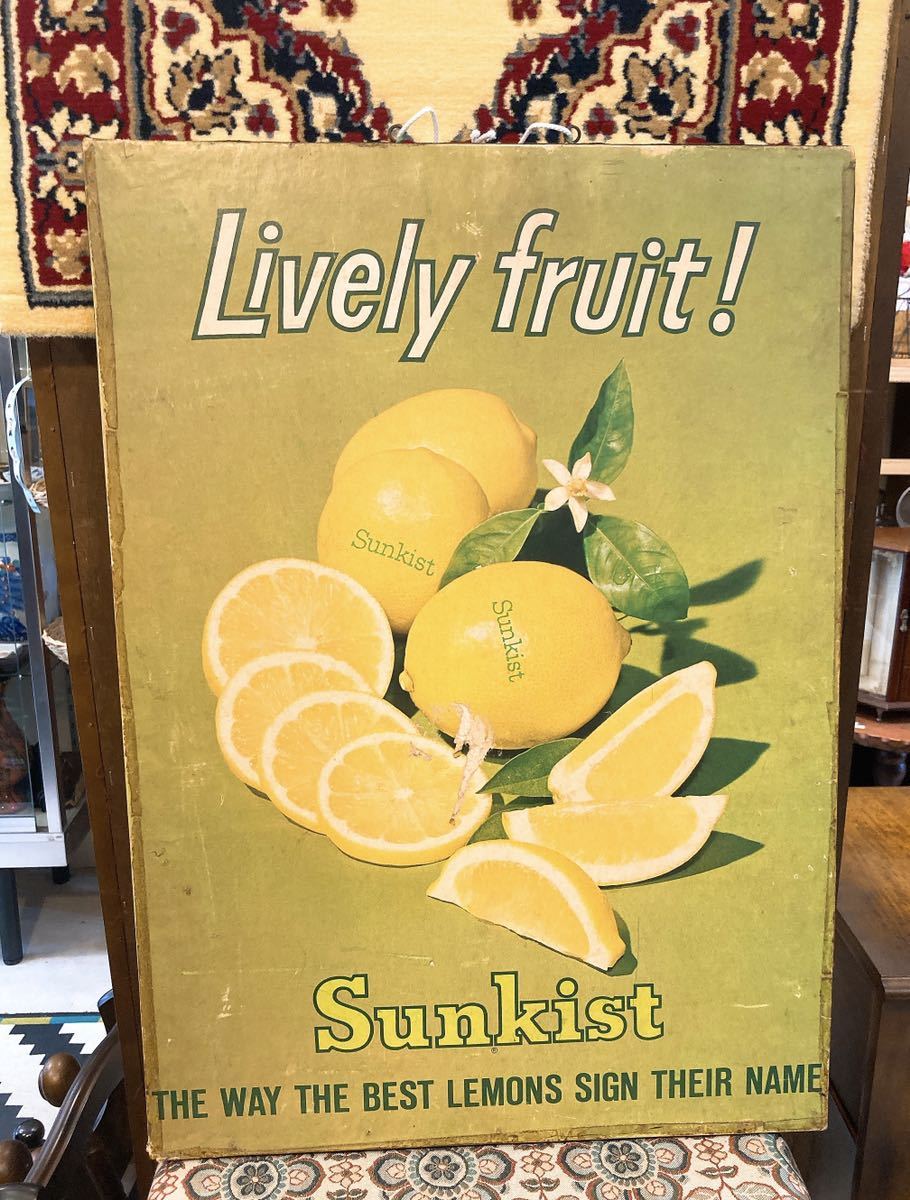 Lively fruit!
Sunkist
Sunkist
Sunkist
®
THE WAY THE BEST LEMONS SIGN THEIR NAME